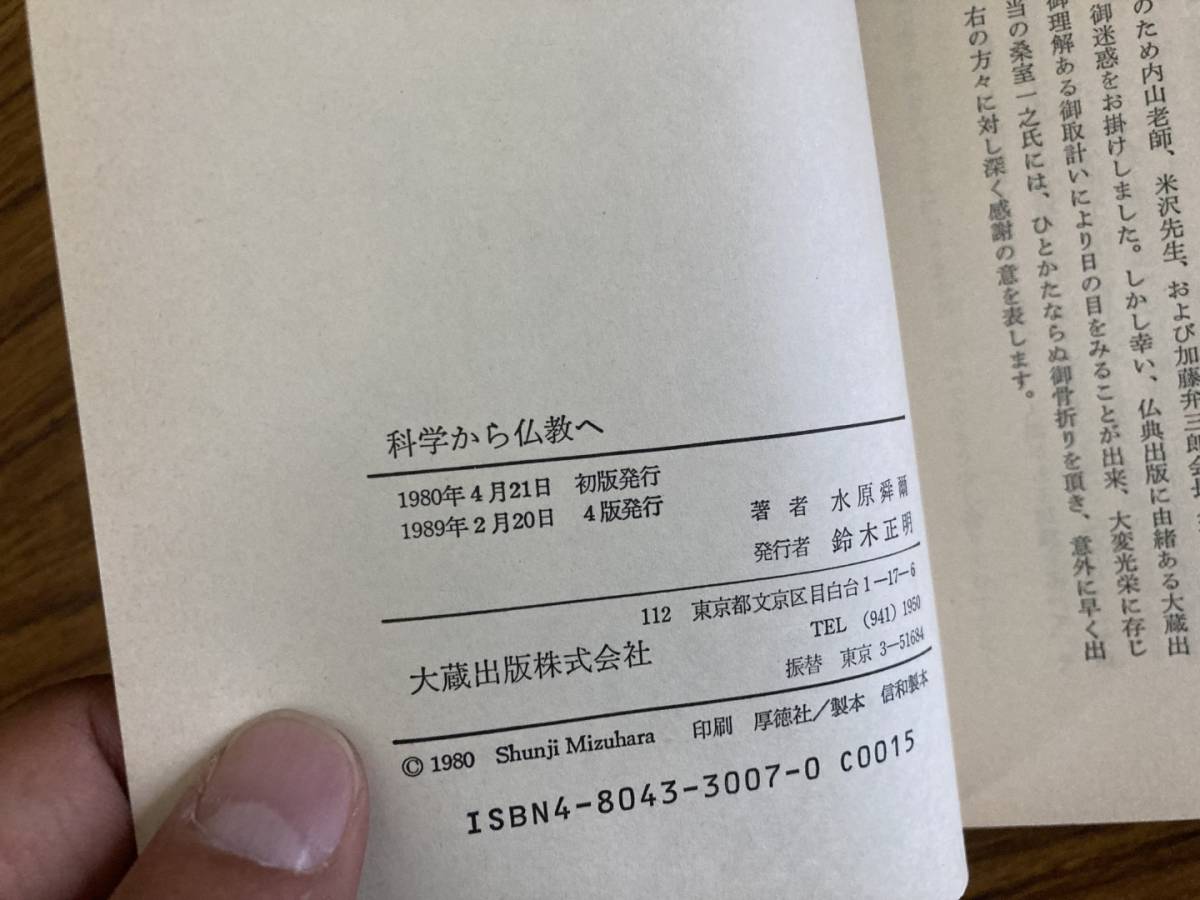 のため内山老師、米沢先生、および加藤弁三郎会長
御迷惑をお掛けしました。しかし幸い、仏典出版に由緒ある大蔵出
御理解ある御取計いにより日の目をみることが出来、大変光栄に存じ
当の桑室一之氏には、ひとかたならぬ御骨折りを頂き、意外に早く出
右の方々に対し深く感謝の意を表します。
科学から仏教へ
1980年4月21日 初版発行
1989年2月20日 4版発行
著者 水原舜爾
発行者 鈴木正明
112 東京都文京区目白台1-17-6
TEL (941) 1950
大蔵出版株式会社
振替 東京 3-51684
© 1980 Shunji Mizuhara 印刷 厚徳社/製本 信和製本
ISBN4-8043-3007-0 C0015